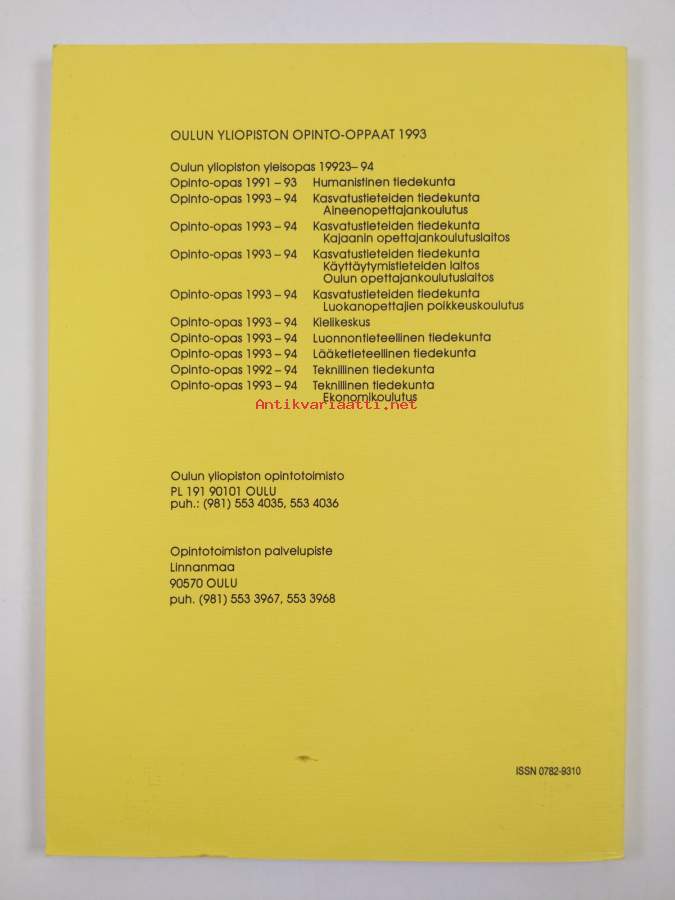 OULUN YLIOPISTON OPINTO-OPPAAT 1993
Oulun yliopiston yleisopas 19923– 94
Opinto-opas 1991 – 93 Humanistinen tiedekunta
Opinto-opas 1993 – 94 Kasvatustieteiden tiedekunta
Aineenopettajankoulutus
Opinto-opas 1993 – 94 Kasvatustieteiden tiedekunta
Kajaanin opettajankoulutuslaitos
Opinto-opas 1993 – 94 Kasvatustieteiden tiedekunta
Käyttäytymistieteiden laitos
Oulun opettajankoulutuslaitos
Opinto-opas 1993 – 94 Kasvatustieteiden tiedekunta
Luokanopettajien poikkeuskoulutus
Opinto-opas 1993 – 94 Kielikeskus
Opinto-opas 1993 – 94 Luonnontieteellinen tiedekunta
Opinto-opas 1993 – 94 Lääketieteellinen tiedekunta
Opinto-opas 1992 – 94 Teknillinen tiedekunta
Opinto-opas 1993 – 94 Teknillinen tiedekunta
Ekonomikoulutus
Antikvariaatti.net
Oulun yliopiston opintotoimisto
PL 191 90101 OULU
puh.: (981) 553 4035, 553 4036
Opintotoimiston palvelupiste
Linnanmaa
90570 OULU
puh. (981) 553 3967, 553 3968
ISSN 0782-9310